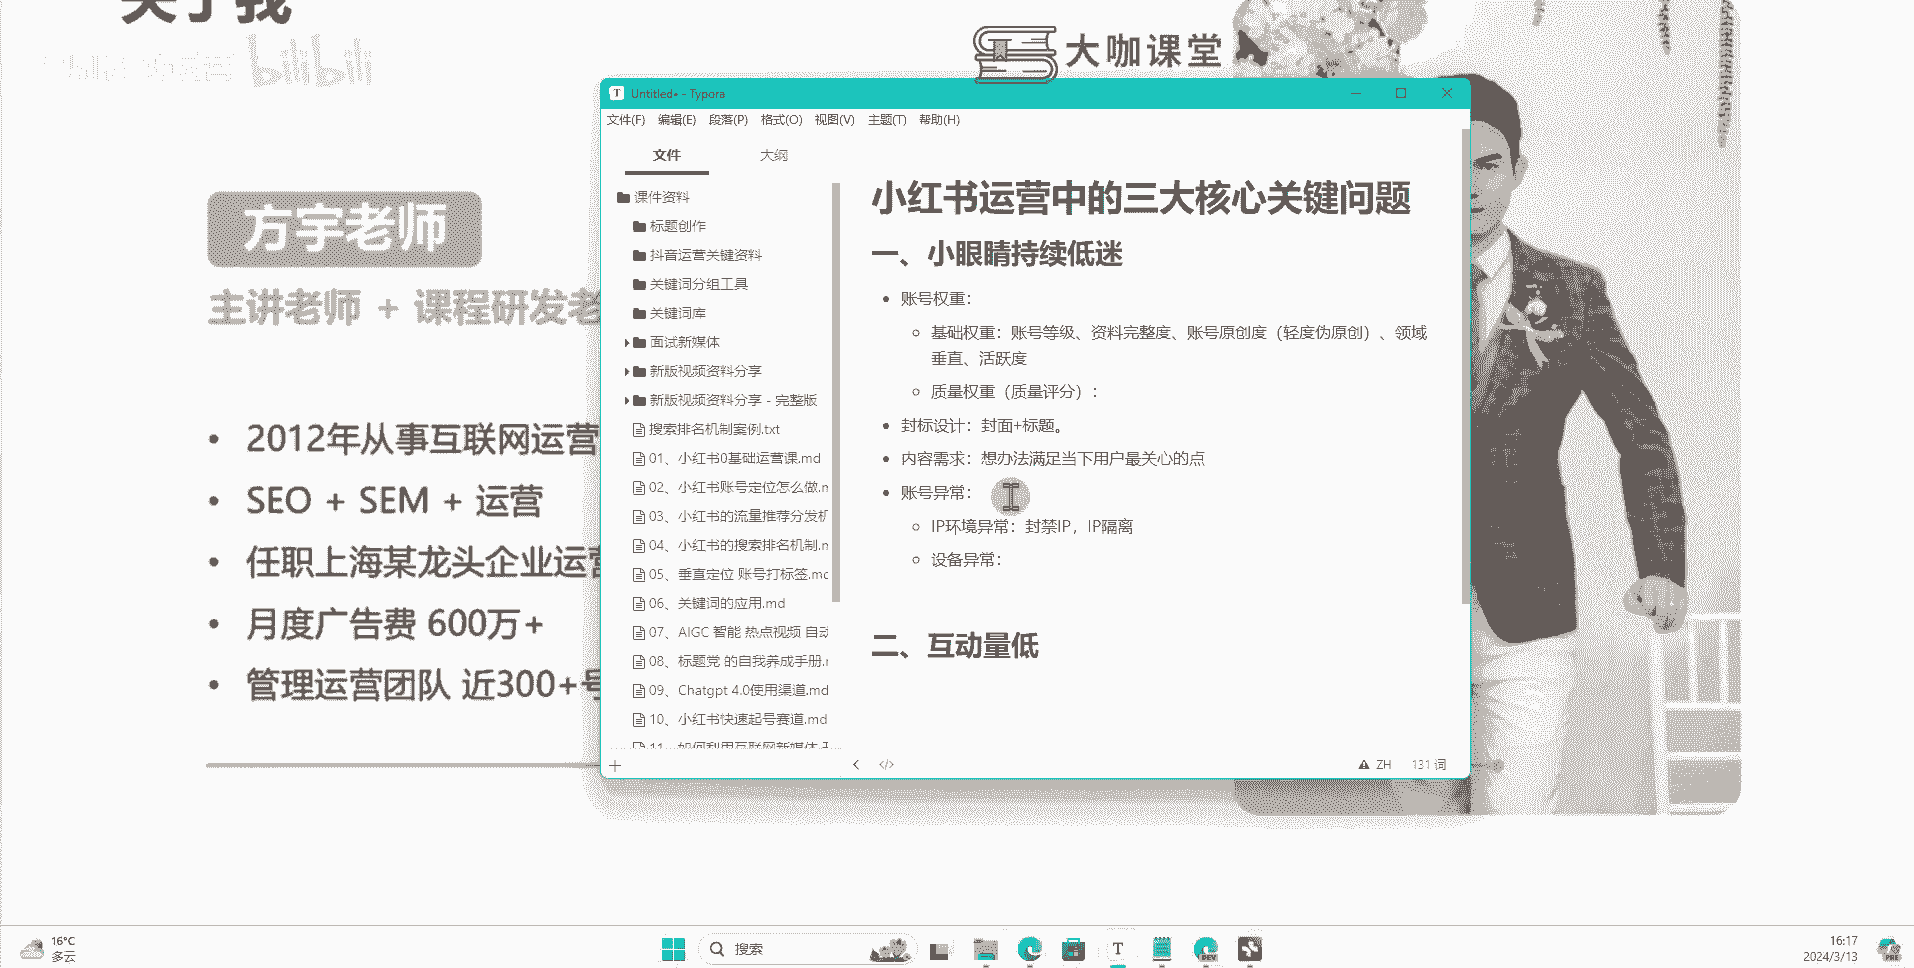 关于我
bilibili
大咖课堂
方宇老师
主讲老师 + 课程研发老
2012年从事互联网运营
SEO + SEM + 运营
任职上海某龙头企业运营
月度广告费 600万+
管理运营团队 近300+号
Untitled• - Typora
文件(F) 编辑(E) 段落(P) 格式(O) 视图(V) 主题(T) 帮助(H)
文件 大纲
课件资料
标题创作
抖音运营关键资料
关键词分组工具
关键词库
面试新媒体
新版视频资料分享
新版视频资料分享 - 完整版
搜索排名机制案例.txt
01、小红书0基础运营课.md
02、小红书账号定位怎么做.m
03、小红书的流量推荐分发机
04、小红书的搜索排名机制.m
05、垂直定位 账号打标签.md
06、关键词的应用.md
07、AIGC 智能 热点视频 自动
08、标题党 的自我养成手册.m
09、Chatgpt 4.0使用渠道.md
10、小红书快速起号赛道.md
11、如何利用互联网新媒体
小红书运营中的三大核心关键问题
一、小眼睛持续低迷
账号权重：
基础权重：账号等级、资料完整度、账号原创度（轻度伪原创）、领域
垂直、活跃度
质量权重（质量评分）：
封标设计：封面+标题。
内容需求：想办法满足当下用户最关心的点
账号异常：
IP环境异常：封禁IP，IP隔离
设备异常：
二、互动量低
ZH 131 词
16°C
多云
搜索
DEV
16:17
2024/3/13
PRE